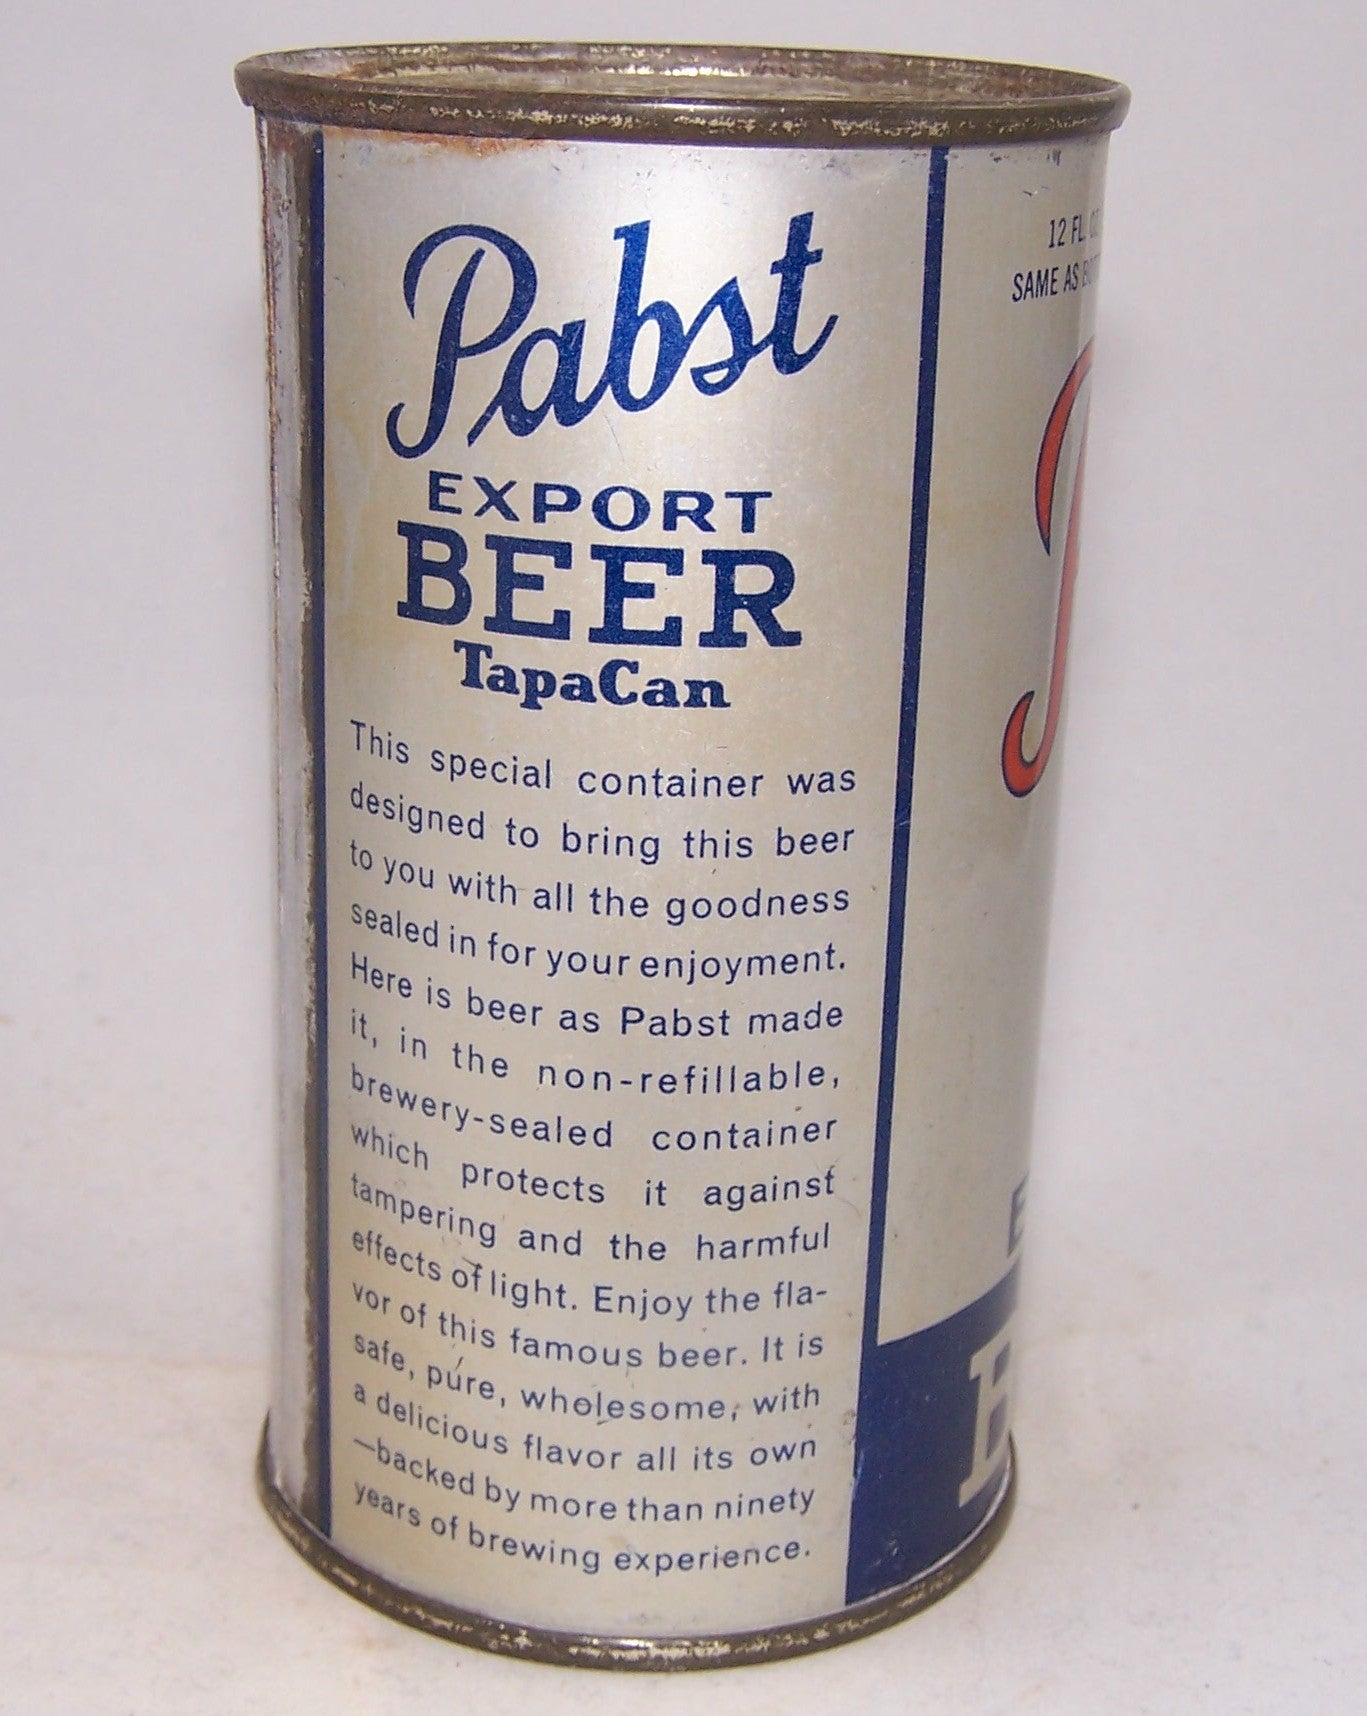 Pabst
EXPORT
BEER
TapaCan
This special container was
designed to bring this beer
to you with all the goodness
sealed in for your enjoyment.
Here is beer as Pabst made
it, in the non-refillable,
brewery-sealed container
which protects it against
tampering and the harmful
effects of light. Enjoy the fla-
vor of this famous beer. It is
safe, pure, wholesome, with
a delicious flavor all its own
—backed by more than ninety
years of brewing experience.
12 FL.
SAME AS